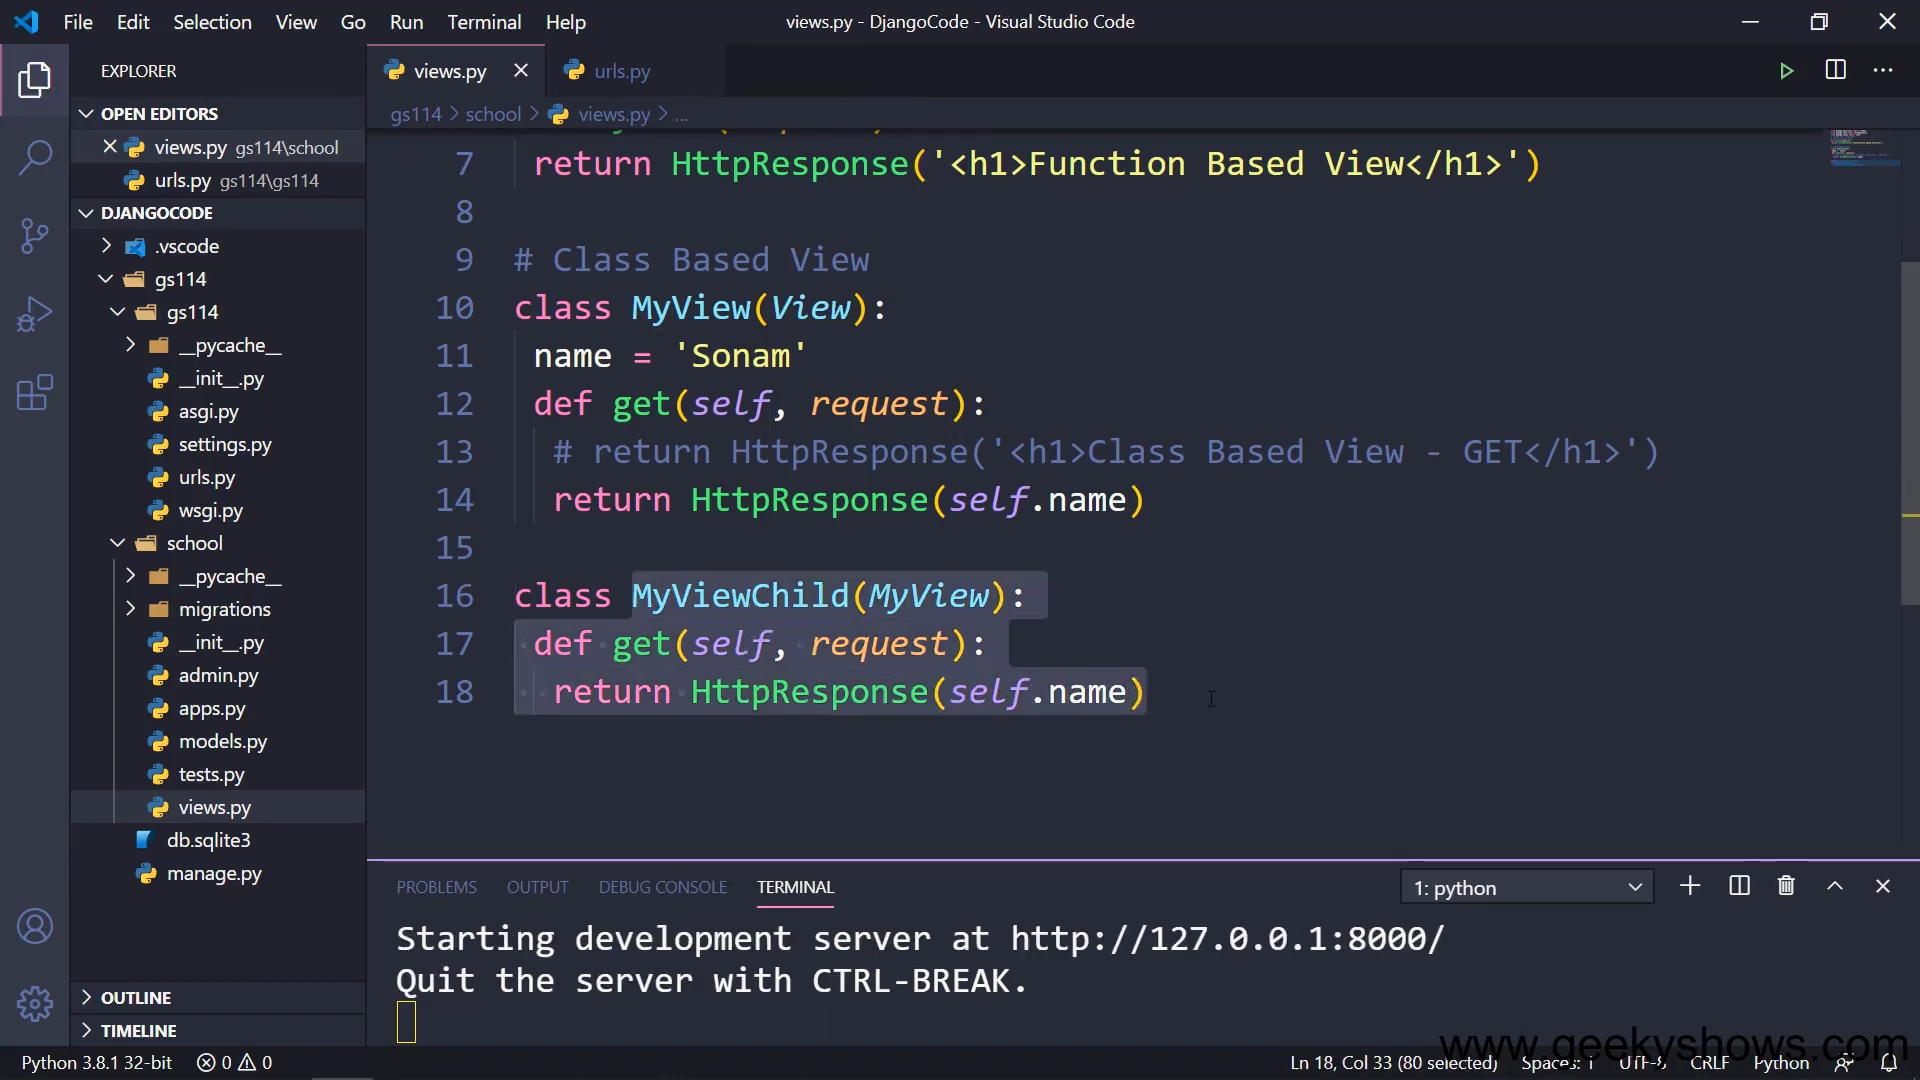 File Edit Selection View Go Run Terminal Help
views.py - DjangoCode - Visual Studio Code
EXPLORER
OPEN EDITORS
views.py gs114\school
urls.py gs114\gs114
DJANGOCODE
.vscode
gs114
gs114
__pycache__
__init__.py
asgi.py
settings.py
urls.py
wsgi.py
school
__pycache__
migrations
__init__.py
admin.py
apps.py
models.py
tests.py
views.py
db.sqlite3
manage.py
OUTLINE
TIMELINE
views.py
urls.py
gs114 > school > views.py > ...
7 return HttpResponse('<h1>Function Based View</h1>')
8
9 # Class Based View
10 class MyView(View):
11 name = 'Sonam'
12 def get(self, request):
13 # return HttpResponse('<h1>Class Based View - GET</h1>')
14 return HttpResponse(self.name)
15
16 class MyViewChild(MyView):
17 def get(self, request):
18 return HttpResponse(self.name)
PROBLEMS OUTPUT DEBUG CONSOLE TERMINAL
1: python
Starting development server at http://127.0.0.1:8000/
Quit the server with CTRL-BREAK.
www.geekyshows.com
Python 3.8.1 32-bit 0 0
Ln 18, Col 33 (80 selected) Spaces: 1 UTF-8 CRLF Python